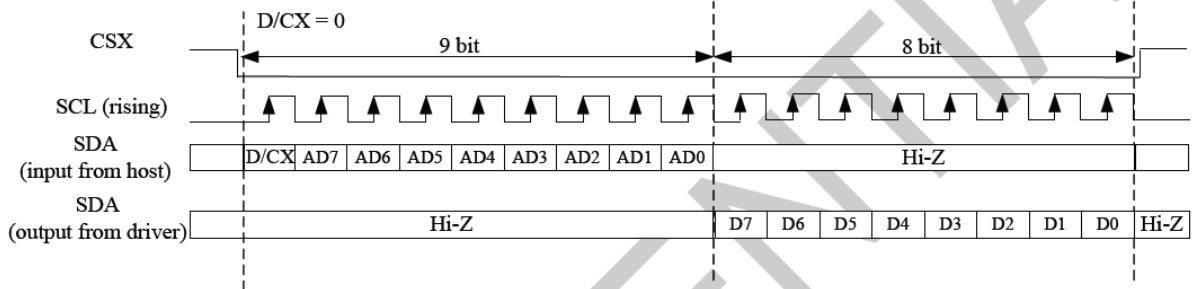 D/CX = 0
CSX
9 bit
8 bit
SCL (rising)
SDA
(input from host)
D/CX AD7 AD6 AD5 AD4 AD3 AD2 AD1 AD0 Hi-Z
SDA
(output from driver)
Hi-Z D7 D6 D5 D4 D3 D2 D1 D0 Hi-Z
ENTIA